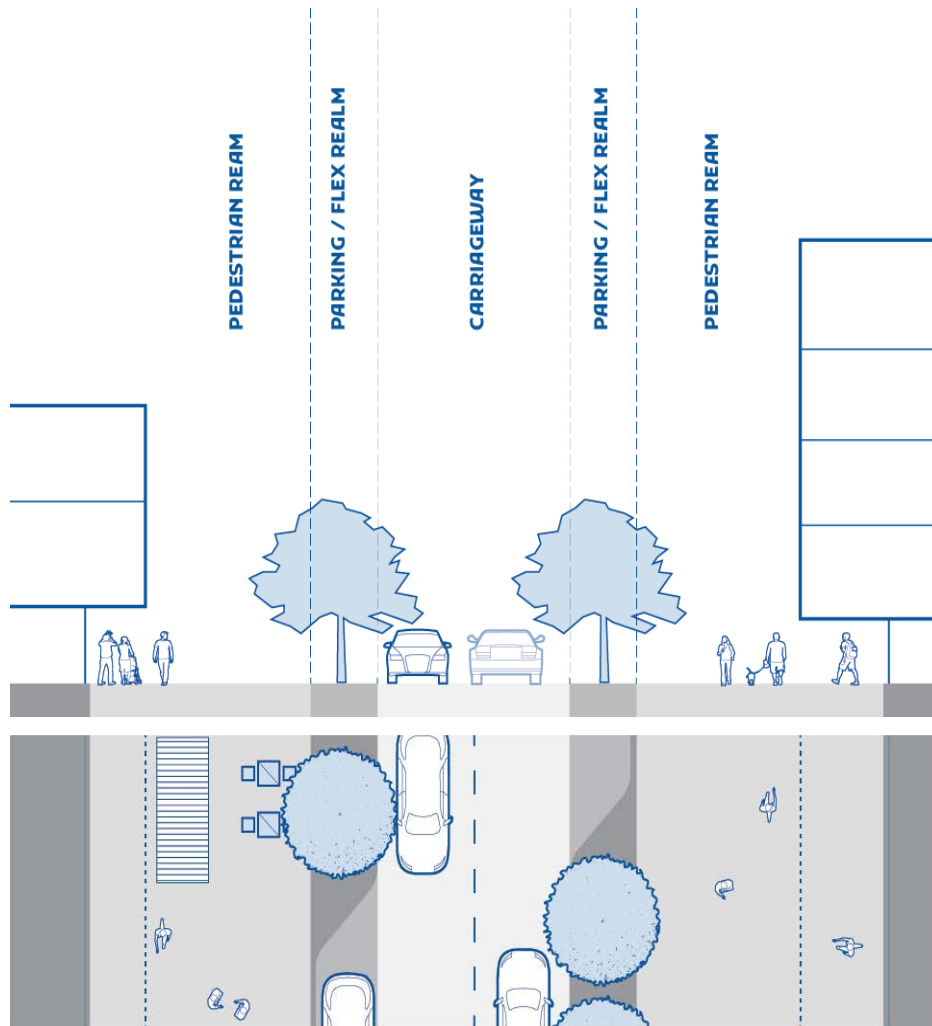 PEDESTRIAN REAM
PARKING / FLEX REALM
CARRIAGEWAY
PARKING / FLEX REALM
PEDESTRIAN REAM